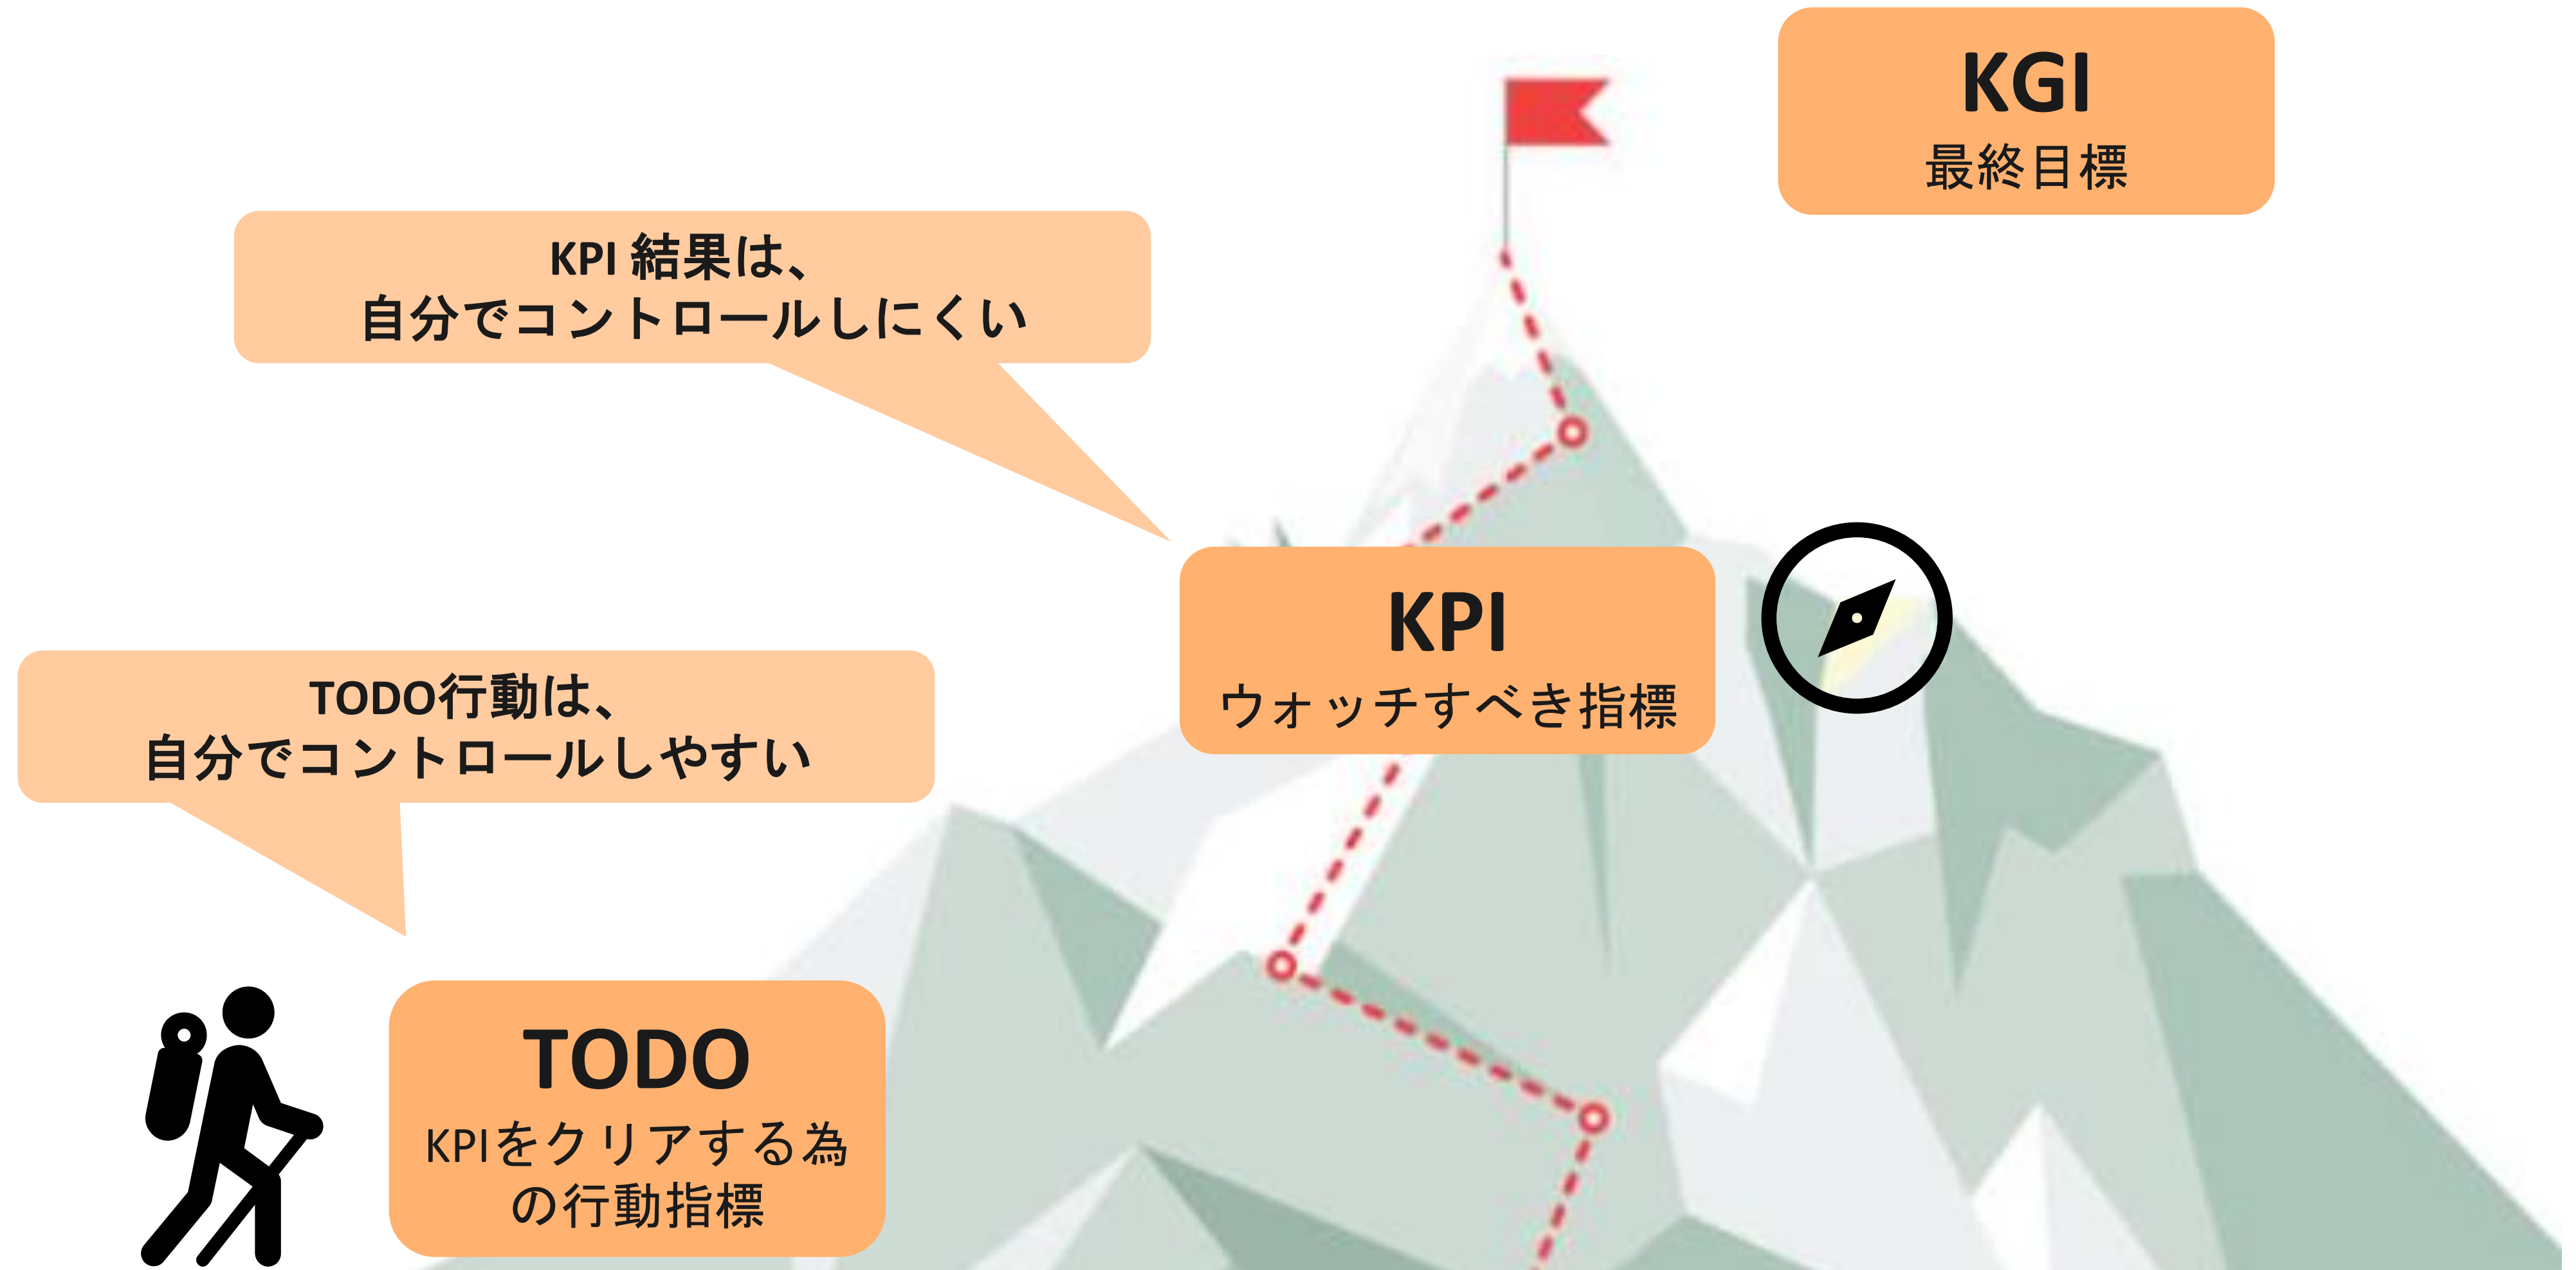 KGI
最終目標
KPI 結果は、
自分でコントロールしにくい
KPI
ウォッチすべき指標
TODO行動は、
自分でコントロールしやすい
TODO
KPIをクリアする為
の行動指標